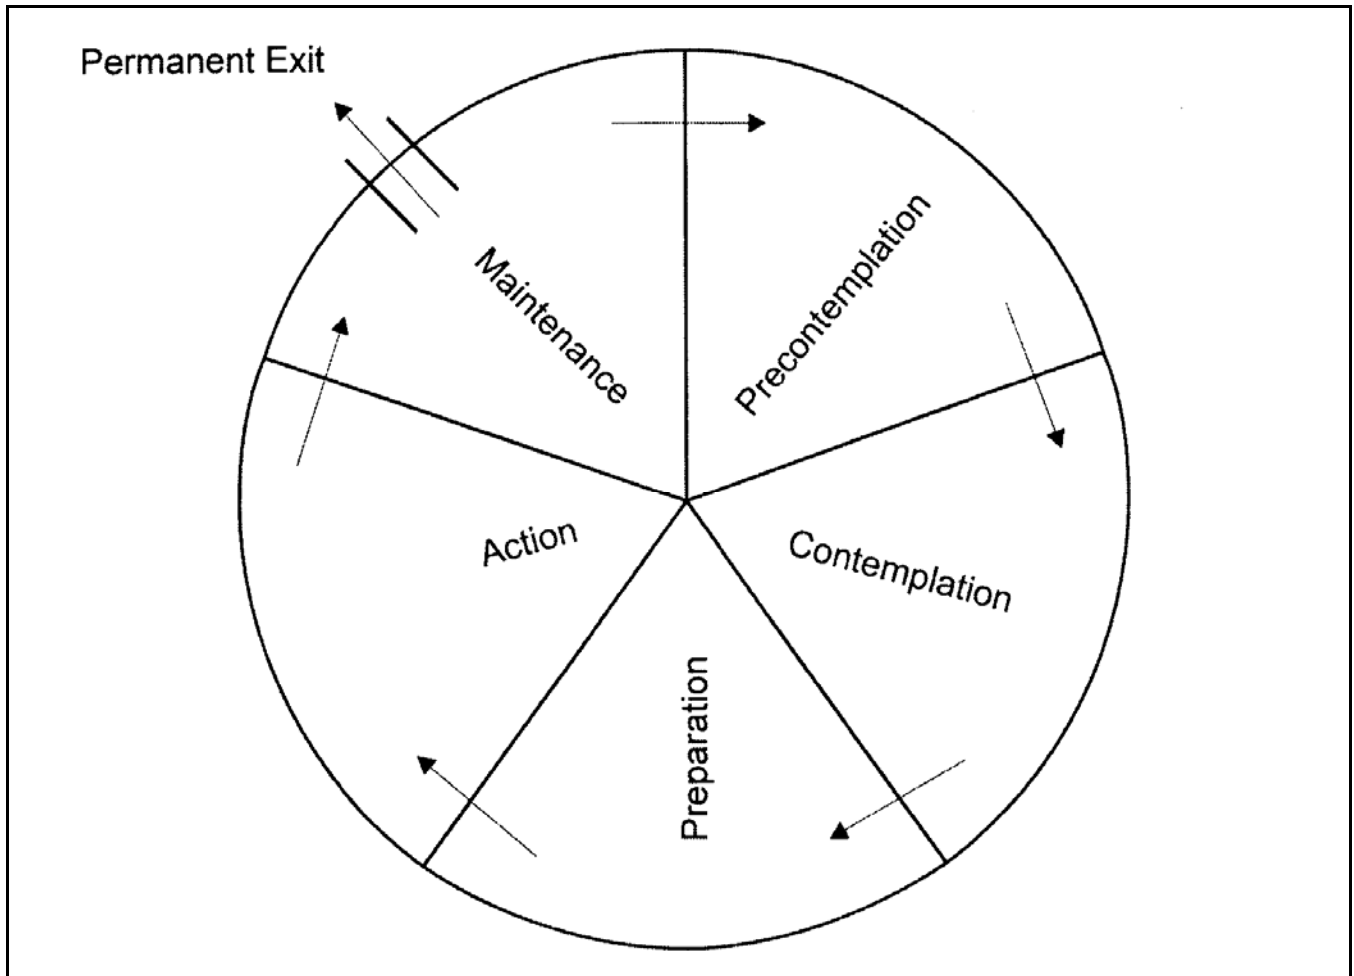 Permanent Exit
Maintenance
Precontemplation
Action
Contemplation
Preparation